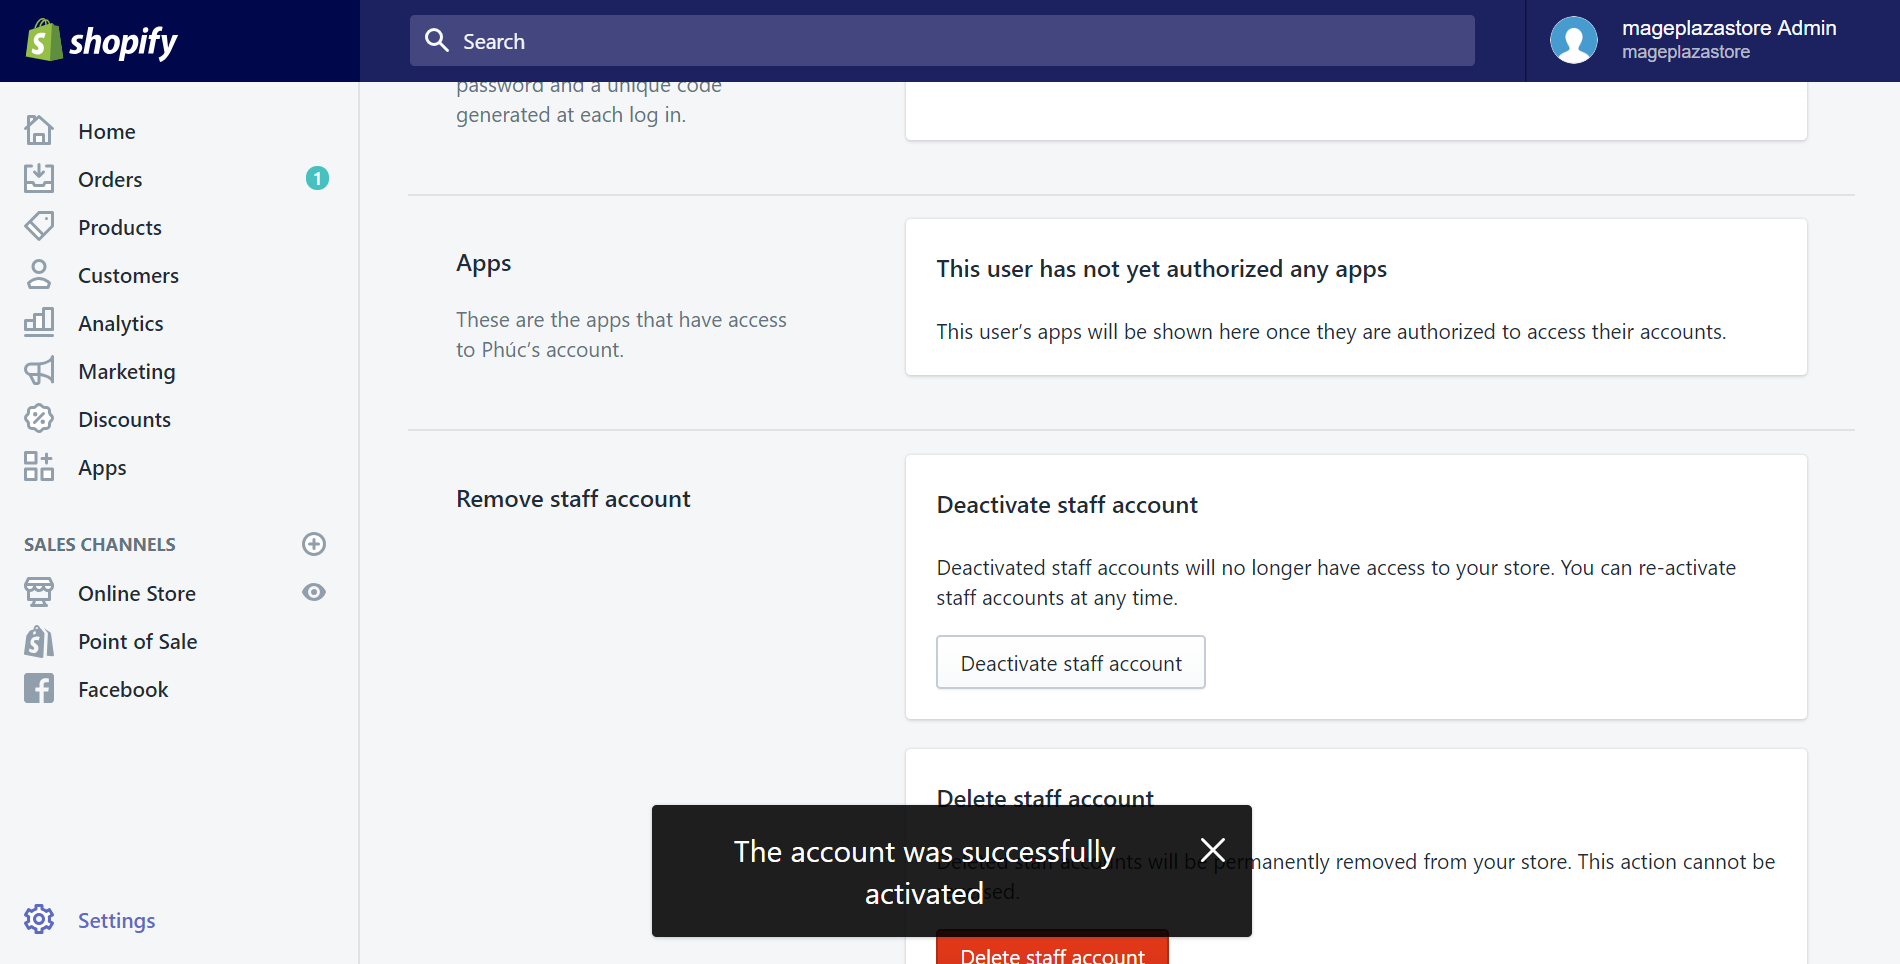 shopify
Search
mageplazastore Admin
mageplazastore
Home
Orders
1
Products
Customers
Analytics
Marketing
Discounts
Apps
SALES CHANNELS
Online Store
Point of Sale
Facebook
Settings
password and a unique code
generated at each log in.
Apps
These are the apps that have access
to Phúc’s account.
This user has not yet authorized any apps
This user’s apps will be shown here once they are authorized to access their accounts.
Remove staff account
Deactivate staff account
Deactivated staff accounts will no longer have access to your store. You can re-activate
staff accounts at any time.
Deactivate staff account
Delete staff account
Deleted staff accounts will be permanently removed from your store. This action cannot be
Delete staff account
The account was successfully
activated